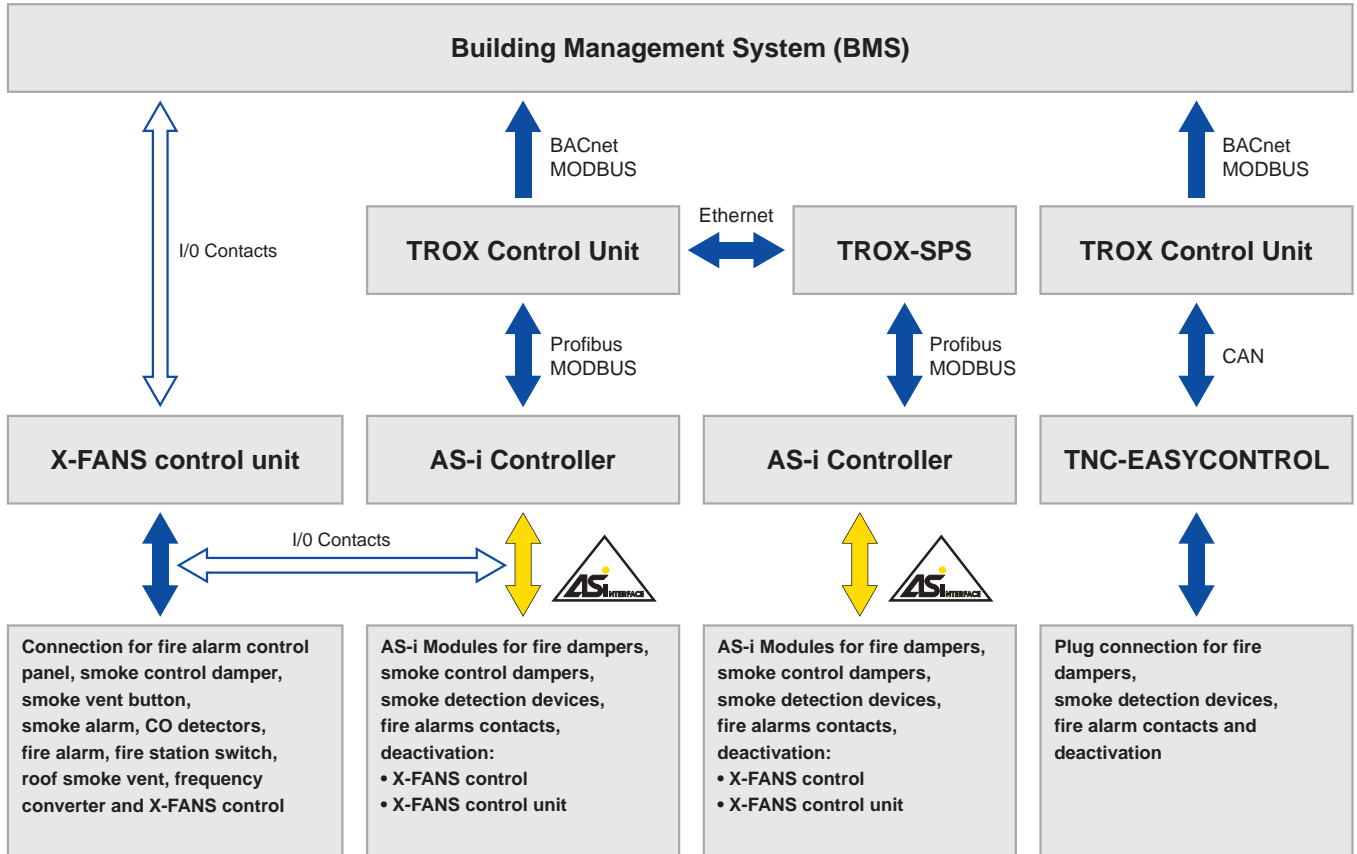 Building Management System (BMS)
BACnet
MODBUS
BACnet
MODBUS
I/0 Contacts
Ethernet
TROX Control Unit
TROX-SPS
TROX Control Unit
Profibus
MODBUS
Profibus
MODBUS
CAN
X-FANS control unit
AS-i Controller
AS-i Controller
TNC-EASYCONTROL
I/0 Contacts
ASi INTERFACE
ASi INTERFACE
Connection for fire alarm control
panel, smoke control damper,
smoke vent button,
smoke alarm, CO detectors,
fire alarm, fire station switch,
roof smoke vent, frequency
converter and X-FANS control
AS-i Modules for fire dampers,
smoke control dampers,
smoke detection devices,
fire alarms contacts,
deactivation:
• X-FANS control
• X-FANS control unit
AS-i Modules for fire dampers,
smoke control dampers,
smoke detection devices,
fire alarms contacts,
deactivation:
• X-FANS control
• X-FANS control unit
Plug connection for fire
dampers,
smoke detection devices,
fire alarm contacts and
deactivation